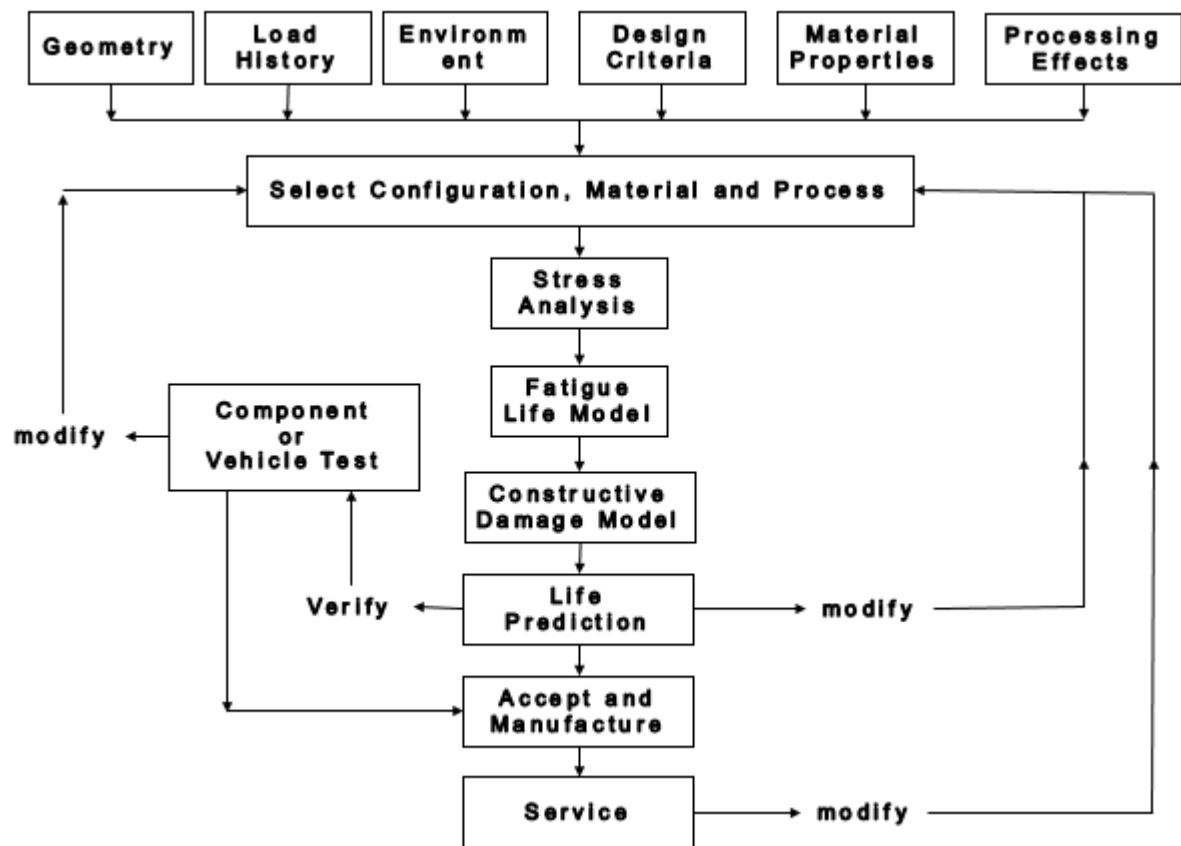 Geometry
Load
History
Environm
ent
Design
Criteria
Material
Properties
Processing
Effects
Select Configuration, Material and Process
Stress
Analysis
Fatigue
Life Model
Component
or
Vehicle Test
modify
Constructive
Damage Model
Life
Prediction
Verify
modify
Accept and
Manufacture
Service
modify